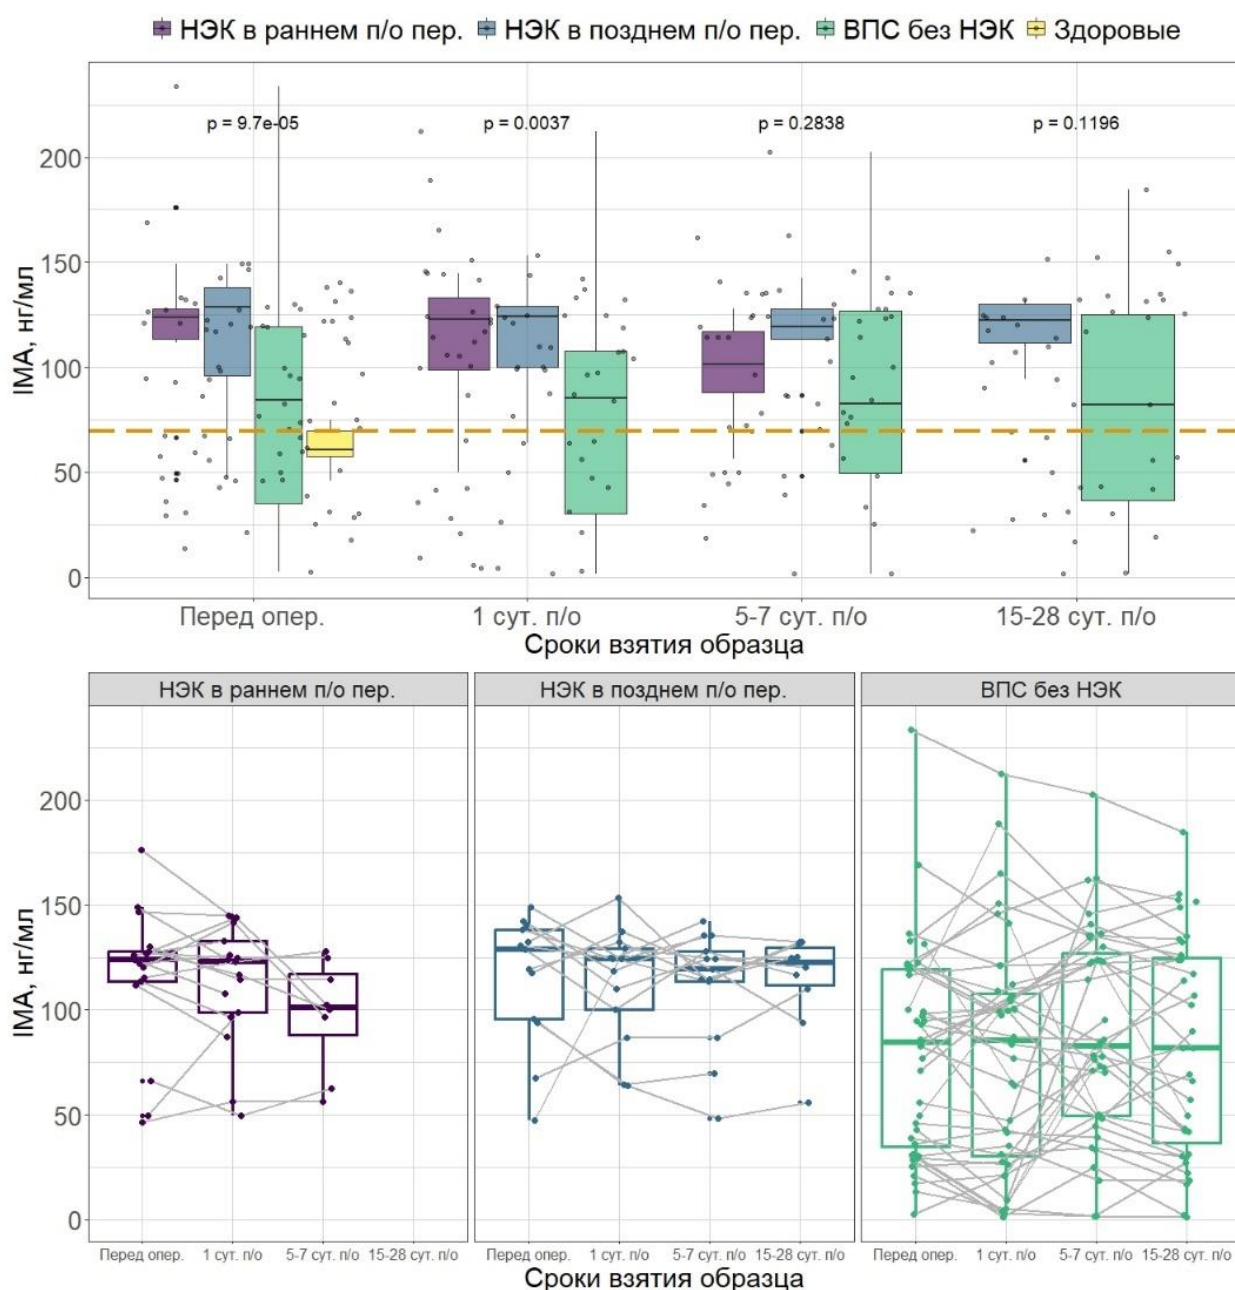 НЭК в раннем п/о пер. НЭК в позднем п/о пер. ВПС без НЭК Здоровые
p = 9.7e-05 p = 0.0037 p = 0.2838 p = 0.1196
200
150
100
50
0
IMA, нг/мл
Перед опер. 1 сут. п/о 5-7 сут. п/о 15-28 сут. п/о
Сроки взятия образца
НЭК в раннем п/о пер. НЭК в позднем п/о пер. ВПС без НЭК
200
150
100
50
0
IMA, нг/мл
Перед опер. 1 сут. п/о 5-7 сут. п/о 15-28 сут. п/о Перед опер. 1 сут. п/о 5-7 сут. п/о 15-28 сут. п/о Перед опер. 1 сут. п/о 5-7 сут. п/о 15-28 сут. п/о
Сроки взятия образца